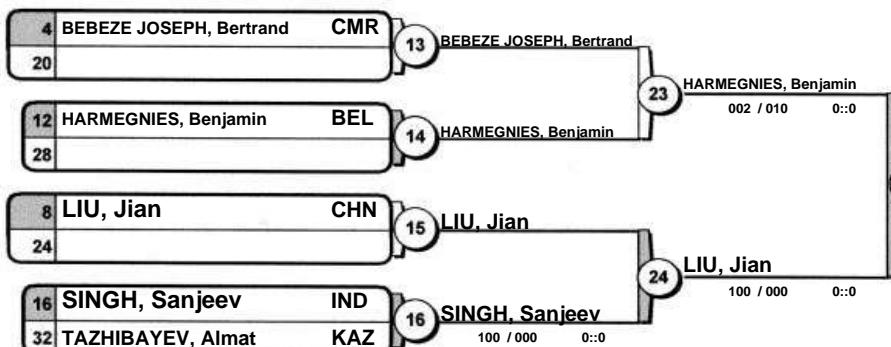 4 BEBEZE JOSEPH, Bertrand CMR
20
13 BEBEZE JOSEPH, Bertrand
12 HARMEGNIES, Benjamin BEL
28
14 HARMEGNIES, Benjamin
23 HARMEGNIES, Benjamin
002 / 010 0::0
8 LIU, Jian CHN
24
15 LIU, Jian
16 SINGH, Sanjeev IND
32 TAZHIBAYEV, Almat KAZ
16 SINGH, Sanjeev
100 / 000 0::0
24 LIU, Jian
100 / 000 0::0